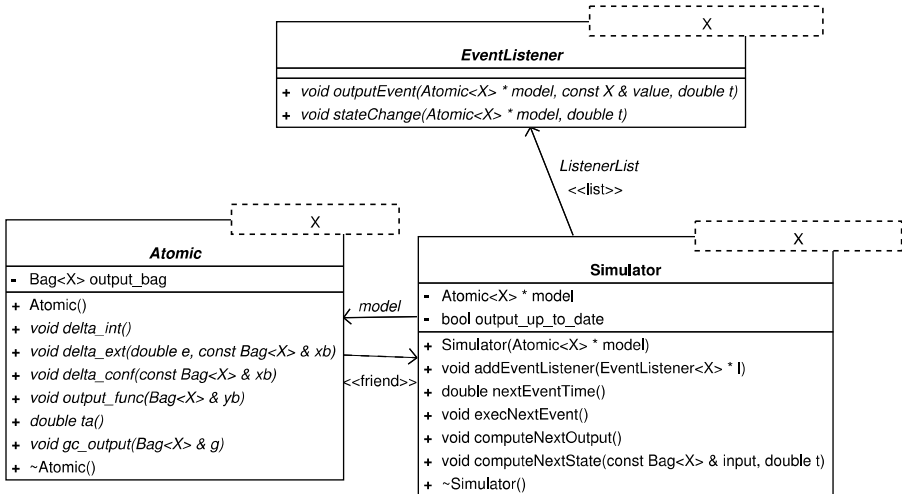 X
EventListener
+ void outputEvent(Atomic<X> * model, const X & value, double t)
+ void stateChange(Atomic<X> * model, double t)
ListenerList
<<list>>
X
Atomic
- Bag<X> output_bag
+ Atomic()
+ void delta_int()
+ void delta_ext(double e, const Bag<X> & xb)
+ void delta_conf(const Bag<X> & xb)
+ void output_func(Bag<X> & yb)
+ double ta()
+ void gc_output(Bag<X> & g)
+ ~Atomic()
model
<<friend>>
X
Simulator
- Atomic<X> * model
- bool output_up_to_date
+ Simulator(Atomic<X> * model)
+ void addEventListener(EventListener<X> * l)
+ double nextEventTime()
+ void execNextEvent()
+ void computeNextOutput()
+ void computeNextState(const Bag<X> & input, double t)
+ ~Simulator()